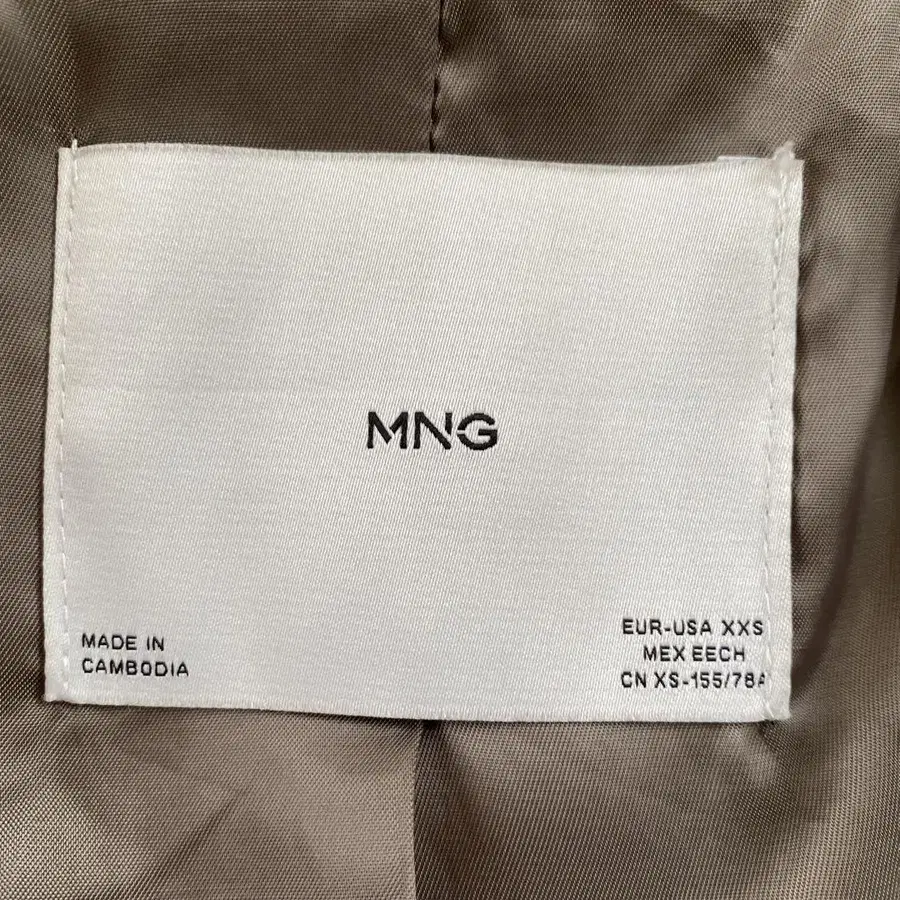 MNG
MADE IN
CAMBODIA
EUR-USA XXS
MEX EECH
CN XS-155/78A